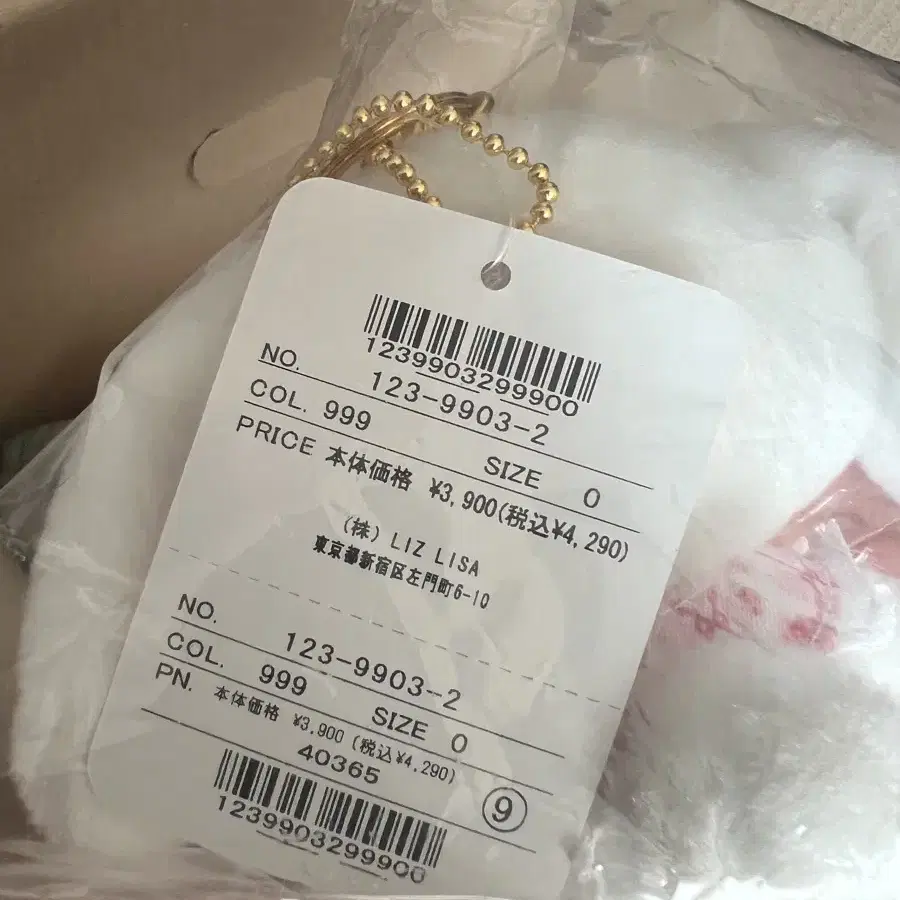 1239903299900
NO. 123-9903-2
COL. 999 SIZE 0
PRICE 本体価格 ¥3,900(税込¥4,290)
(株) LIZ LISA
東京都新宿区左門町6-10
NO. 123-9903-2
COL. 999 SIZE 0
PN. 本体価格 ¥3,900(税込¥4,290)
40365 ⑨
1239903299900